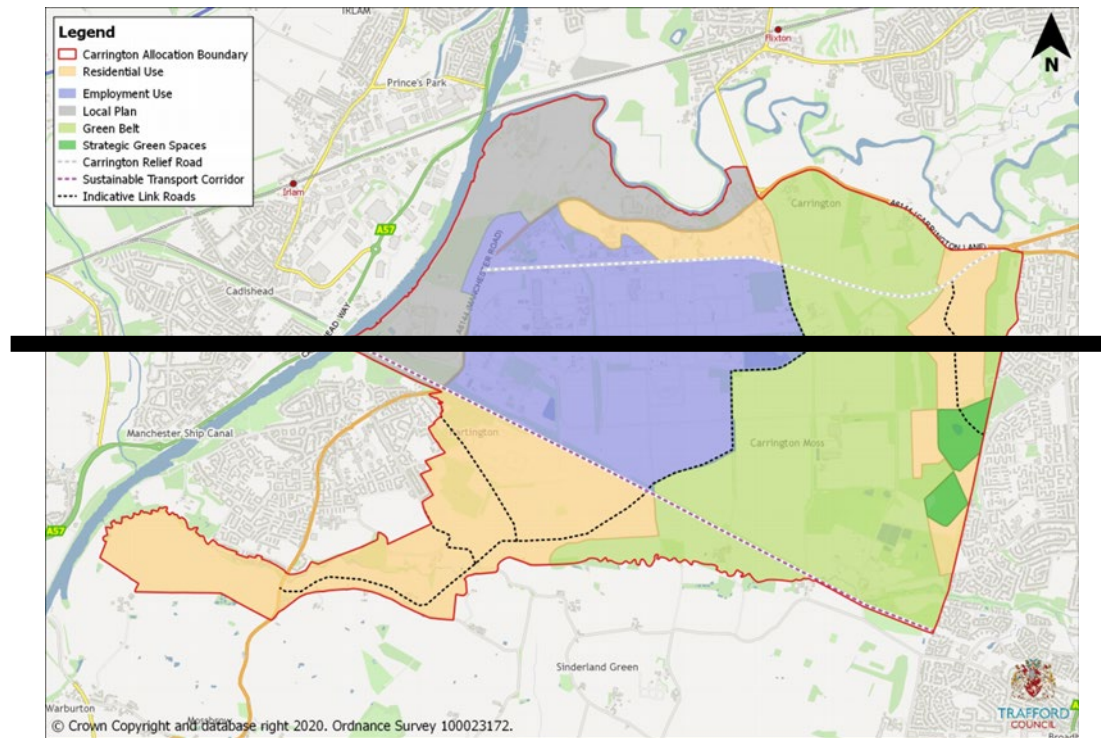 IRLAM
Flixton
Legend
Carrington Allocation Boundary
Residential Use
Employment Use
Local Plan
Green Belt
Strategic Green Spaces
Carrington Relief Road
Sustainable Transport Corridor
Indicative Link Roads
N
Prince's Park
Irlam
A57
Carrington
Cadishead
Manchester Ship Canal
Carrington Moss
A57
Sinderland Green
Warburton
TRAFFORD
COUNCIL
© Crown Copyright and database right 2020. Ordnance Survey 100023172.